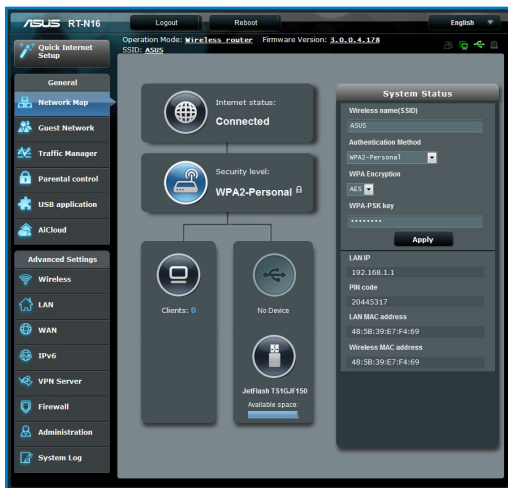 ASUS RT-N16
Logout
Reboot
English
Operation Mode: Wireless router Firmware Version: 3.0.0.4.178
SSID: ASUS
Quick Internet
Setup
General
Network Map
Guest Network
Traffic Manager
Parental control
USB application
AiCloud
Advanced Settings
Wireless
LAN
WAN
IPv6
VPN Server
Firewall
Administration
System Log
Internet status:
Connected
Security level:
WPA2-Personal
Clients: 0
No Device
JetFlash TS1GJF150
Available space:
System Status
Wireless name(SSID)
ASUS
Authentication Method
WPA2-Personal
WPA Encryption
AES
WPA-PSK key
••••••••
Apply
LAN IP
192.168.1.1
PIN code
20445317
LAN MAC address
48:5B:39:E7:F4:69
Wireless MAC address
48:5B:39:E7:F4:69